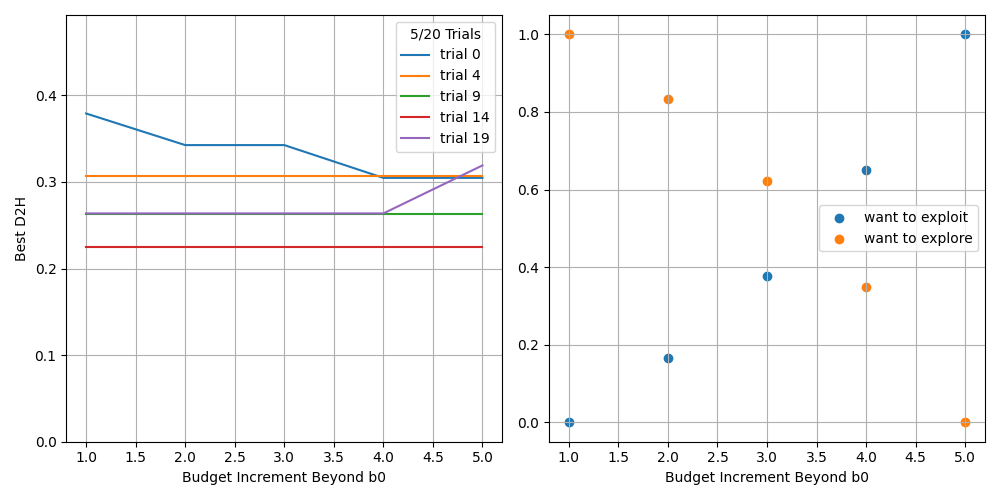 5/20 Trials
trial 0
trial 4
trial 9
trial 14
trial 19
Best D2H
0.4
0.3
0.2
0.1
0.0
1.0 1.5 2.0 2.5 3.0 3.5 4.0 4.5 5.0
Budget Increment Beyond b0
1.0
0.8
0.6
0.4
0.2
0.0
want to exploit
want to explore
1.0 1.5 2.0 2.5 3.0 3.5 4.0 4.5 5.0
Budget Increment Beyond b0